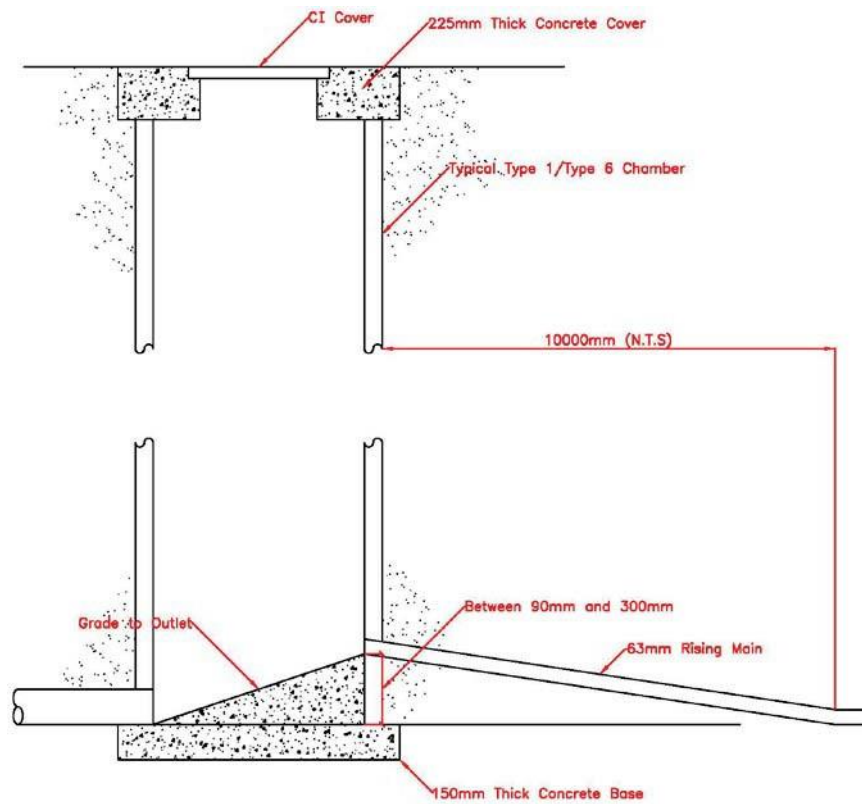 CI Cover
225mm Thick Concrete Cover
Typical Type 1/Type 6 Chamber
10000mm (N.T.S)
Between 90mm and 300mm
Grade to Outlet
63mm Rising Main
150mm Thick Concrete Base